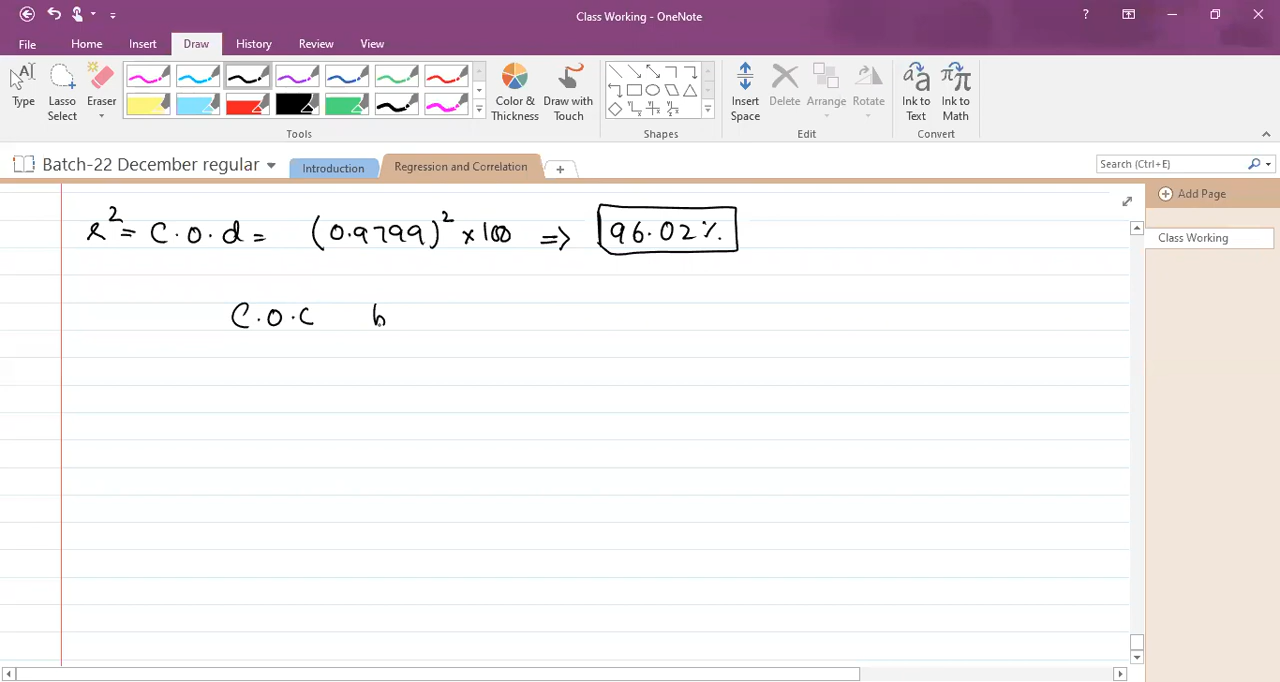 Class Working - OneNote
?
File Home Insert Draw History Review View
Type
Lasso Select
Eraser
Color & Thickness
Draw with Touch
Insert Space
Delete
Arrange
Rotate
Ink to Text
Ink to Math
Tools Shapes Edit Convert
Batch-22 December regular Introduction Regression and Correlation
Search (Ctrl+E)
Add Page
Class Working
r² = C.O.d = (0.9799)² × 100 ⇒ 96.02%.
C.O.C b